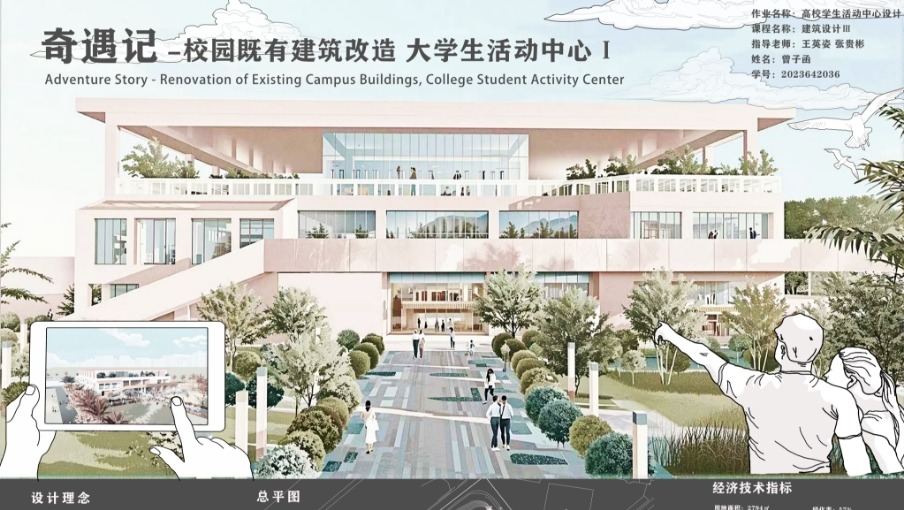 奇遇记 -校园既有建筑改造 大学生活动中心 I
Adventure Story - Renovation of Existing Campus Buildings, College Student Activity Center
作业名称：高校学生活动中心设计
课程名称：建筑设计Ⅲ
指导老师：王英姿 张贵彬
姓名：曾子函
学号：2023642036
设计理念
总平图
经济技术指标